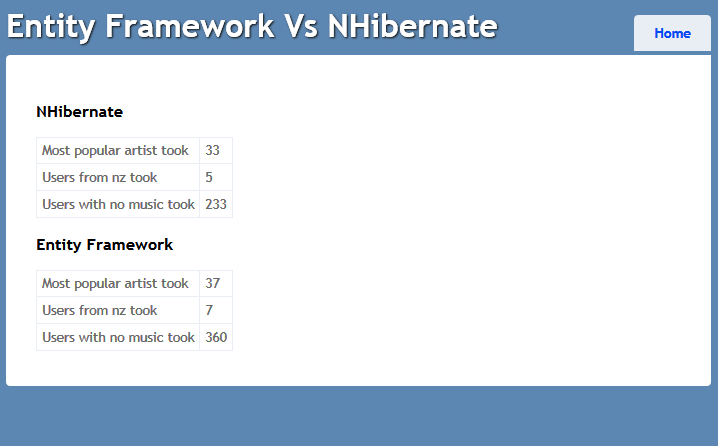 Entity Framework Vs NHibernate
Home
NHibernate
Most popular artist took 33
Users from nz took 5
Users with no music took 233
Entity Framework
Most popular artist took 37
Users from nz took 7
Users with no music took 360